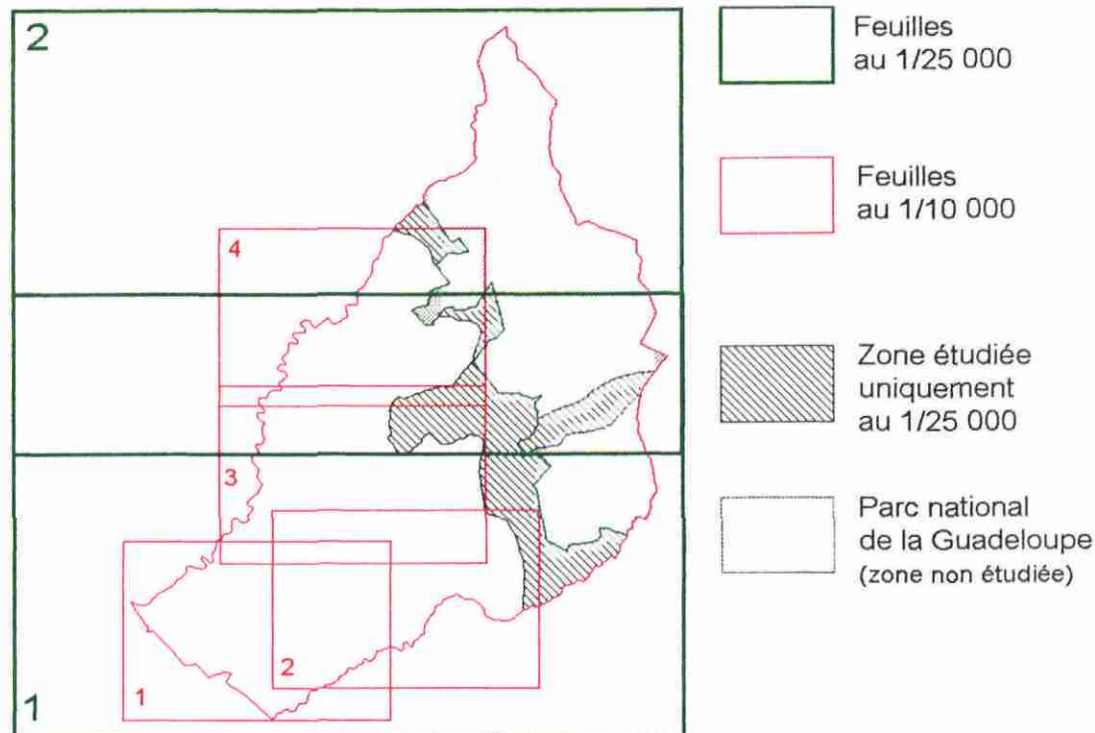 2
Feuilles
au 1/25 000
Feuilles
au 1/10 000
4
Zone étudiée
uniquement
au 1/25 000
3
Parc national
de la Guadeloupe
(zone non étudiée)
2
1
1